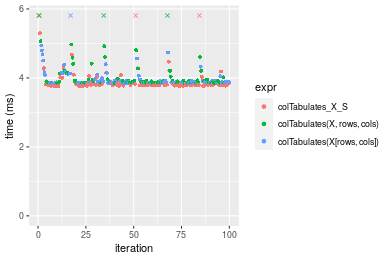 6
4
2
0
time (ms)
0
25
50
75
100
iteration
expr
colTabulates_X_S
colTabulates(X, rows, cols)
colTabulates(X[rows, cols])